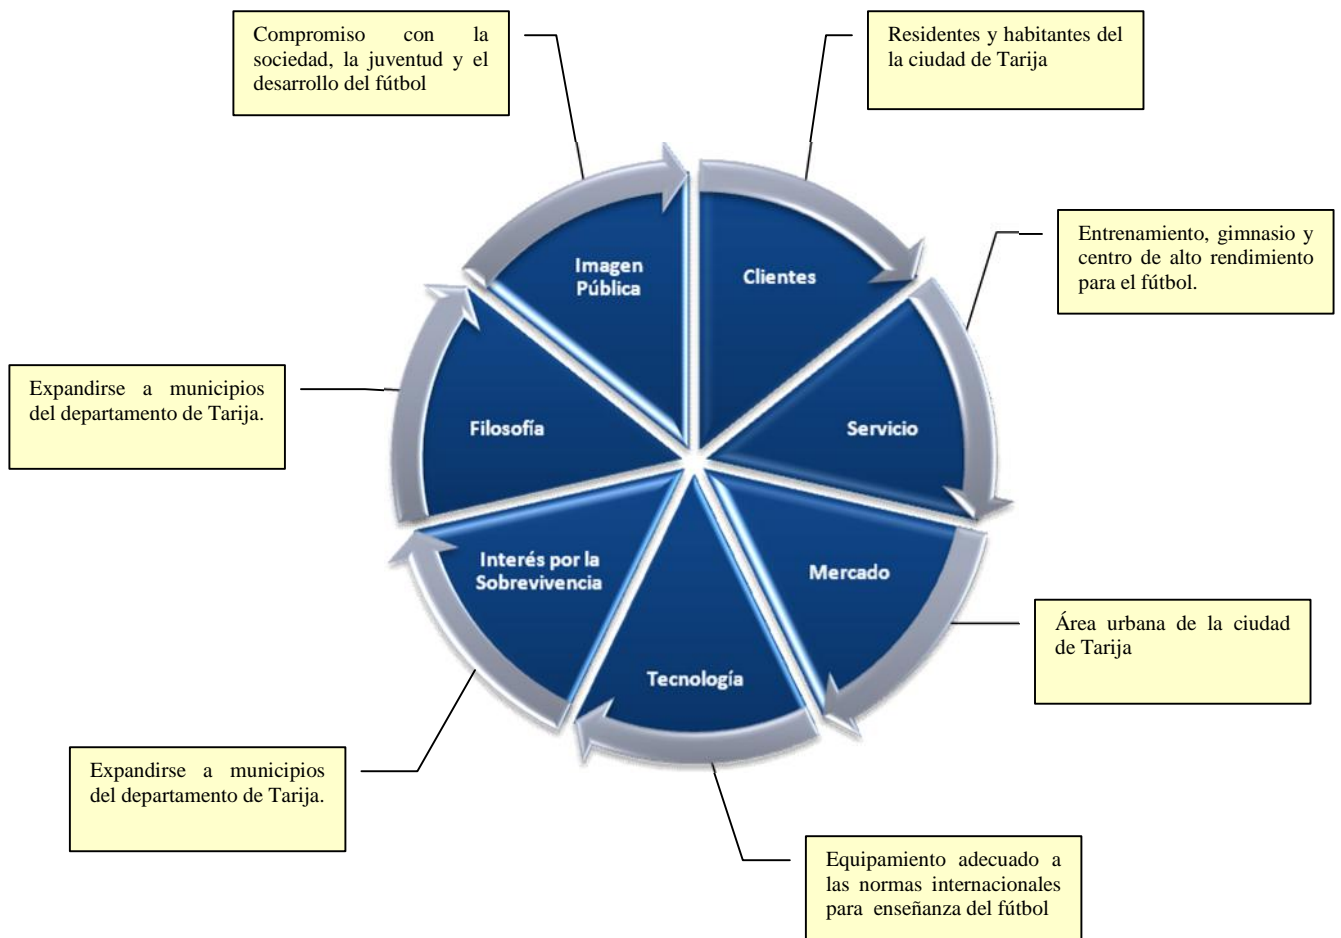 Compromiso con la
sociedad, la juventud y el
desarrollo del fútbol
Residentes y habitantes del
la ciudad de Tarija
Entrenamiento, gimnasio y
centro de alto rendimiento
para el fútbol.
Imagen
Pública
Clientes
Expandirse a municipios
del departamento de Tarija.
Filosofía
Servicio
Interés por la
Sobrevivencia
Mercado
Área urbana de la ciudad
de Tarija
Tecnología
Expandirse a municipios
del departamento de Tarija.
Equipamiento adecuado a
las normas internacionales
para enseñanza del fútbol